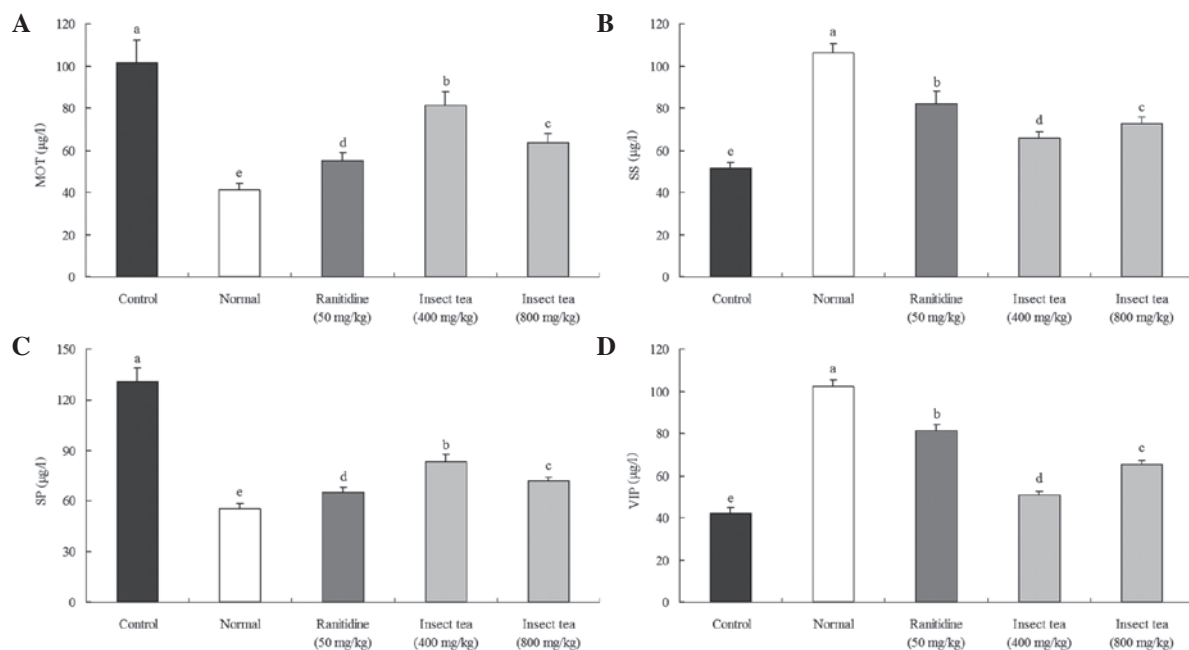 A
120
100
80
60
40
20
0
MOT (µg/l)
a
e
d
b
c
Control
Normal
Ranitidine
(50 mg/kg)
Insect tea
(400 mg/kg)
Insect tea
(800 mg/kg)
B
120
100
80
60
40
20
0
SS (µg/l)
e
a
b
d
c
Control
Normal
Ranitidine
(50 mg/kg)
Insect tea
(400 mg/kg)
Insect tea
(800 mg/kg)
C
150
120
90
60
30
0
SP (µg/l)
a
e
d
b
c
Control
Normal
Ranitidine
(50 mg/kg)
Insect tea
(400 mg/kg)
Insect tea
(800 mg/kg)
D
120
100
80
60
40
20
0
VIP (µg/l)
e
a
b
d
c
Control
Normal
Ranitidine
(50 mg/kg)
Insect tea
(400 mg/kg)
Insect tea
(800 mg/kg)